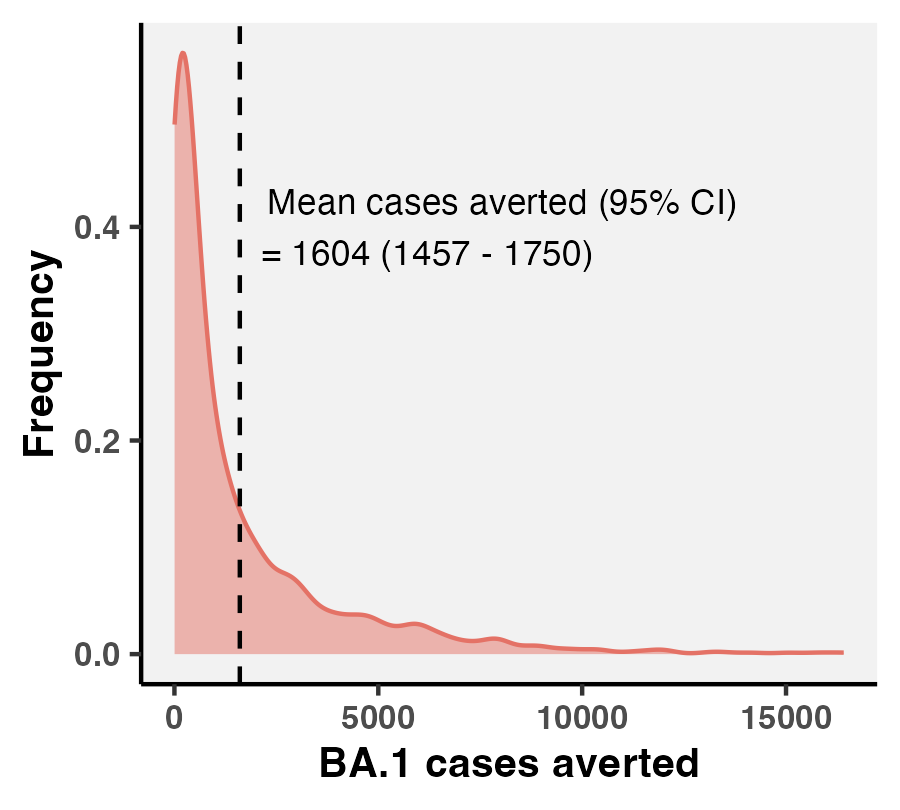 Mean cases averted (95% CI)
= 1604 (1457 - 1750)
Frequency
0.4
0.2
0.0
0 5000 10000 15000
BA.1 cases averted